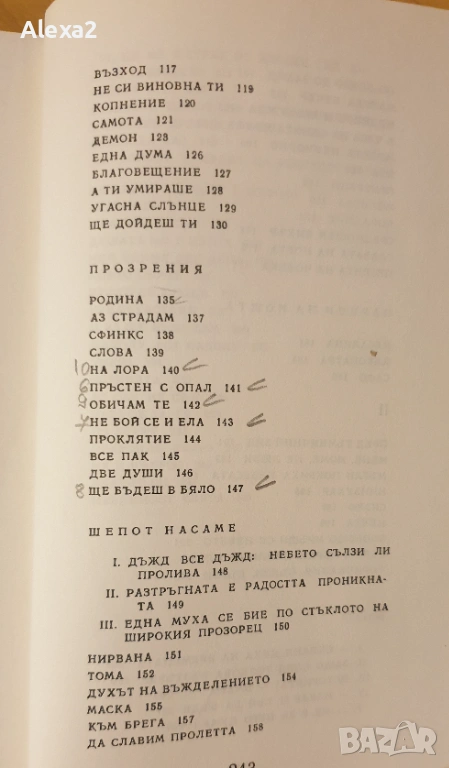 Alexa2
ВЪЗХОД 117
НЕ СИ ВИНОВНА ТИ 119
КОПНЕНИЕ 120
САМОТА 121
ДЕМОН 123
ЕДНА ДУМА 126
БЛАГОВЕЩЕНИЕ 127
А ТИ УМИРАШЕ 128
УГАСНА СЛЪНЦЕ 129
ЩЕ ДОЙДЕШ ТИ 130
ПРОЗРЕНИЯ
РОДИНА 135
АЗ СТРАДАМ 137
СФИНКС 138
СЛОВА 139
10 НА ЛОРА 140
6 ПРЪСТЕН С ОПАЛ 141
9 ОБИЧАМ ТЕ 142
7 НЕ БОЙ СЕ И ЕЛА 143
ПРОКЛЯТИЕ 144
ВСЕ ПАК 145
ДВЕ ДУШИ 146
8 ЩЕ БЪДЕШ В БЯЛО 147
ШЕПОТ НАСАМЕ
I. ДЪЖД ВСЕ ДЪЖД: НЕБЕТО СЪЛЗИ ЛИ
ПРОЛИВА 148
II. РАЗТРЪГНАТА Е РАДОСТТА ПРОНИКНА-
ТА 149
III. ЕДНА МУХА СЕ БИЕ ПО СТЪКЛОТО НА
ШИРОКИЯ ПРОЗОРЕЦ 150
НИРВАНА 151
ТОМА 152
ДУХЪТ НА ВЪЖДЕЛЕНИЕТО 154
МАСКА 155
КЪМ БРЕГА 157
ДА СЛАВИМ ПРОЛЕТТА 158
243
BAZAR